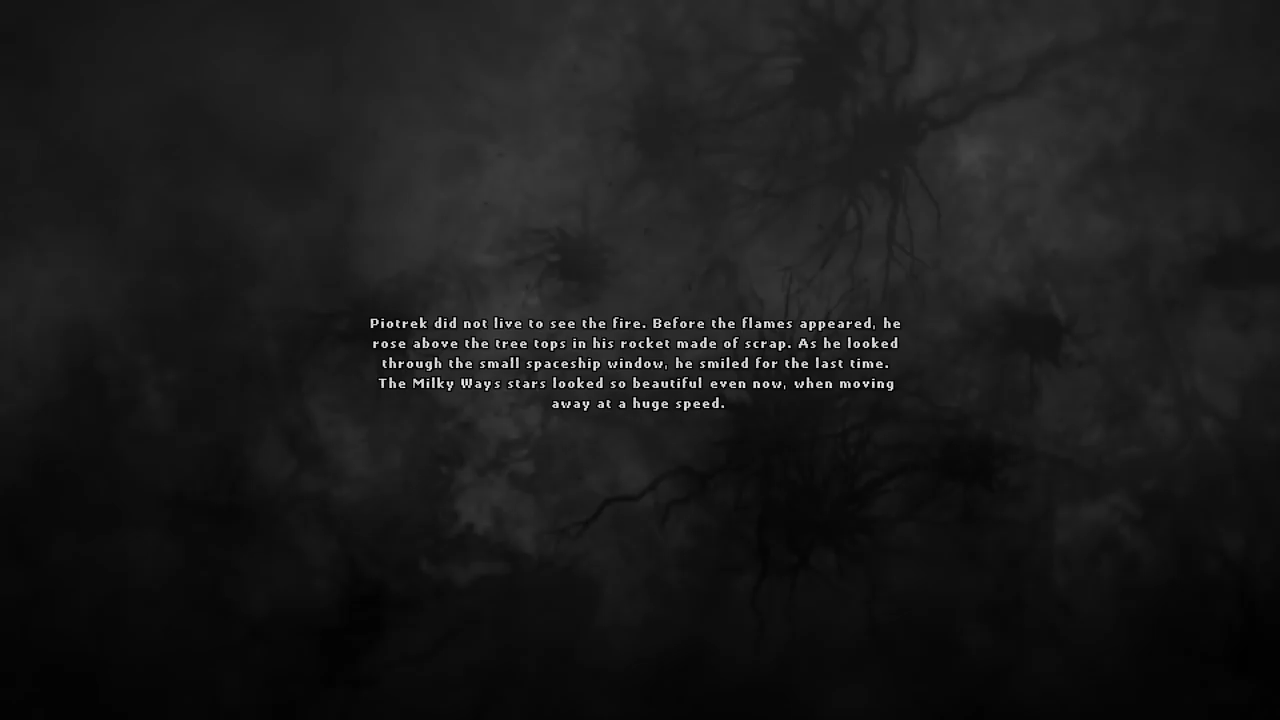 Piotrek did not live to see the fire. Before the flames appeared, he
rose above the tree tops in his rocket made of scrap. As he looked
through the small spaceship window, he smiled for the last time.
The Milky Ways stars looked so beautiful even now, when moving
away at a huge speed.